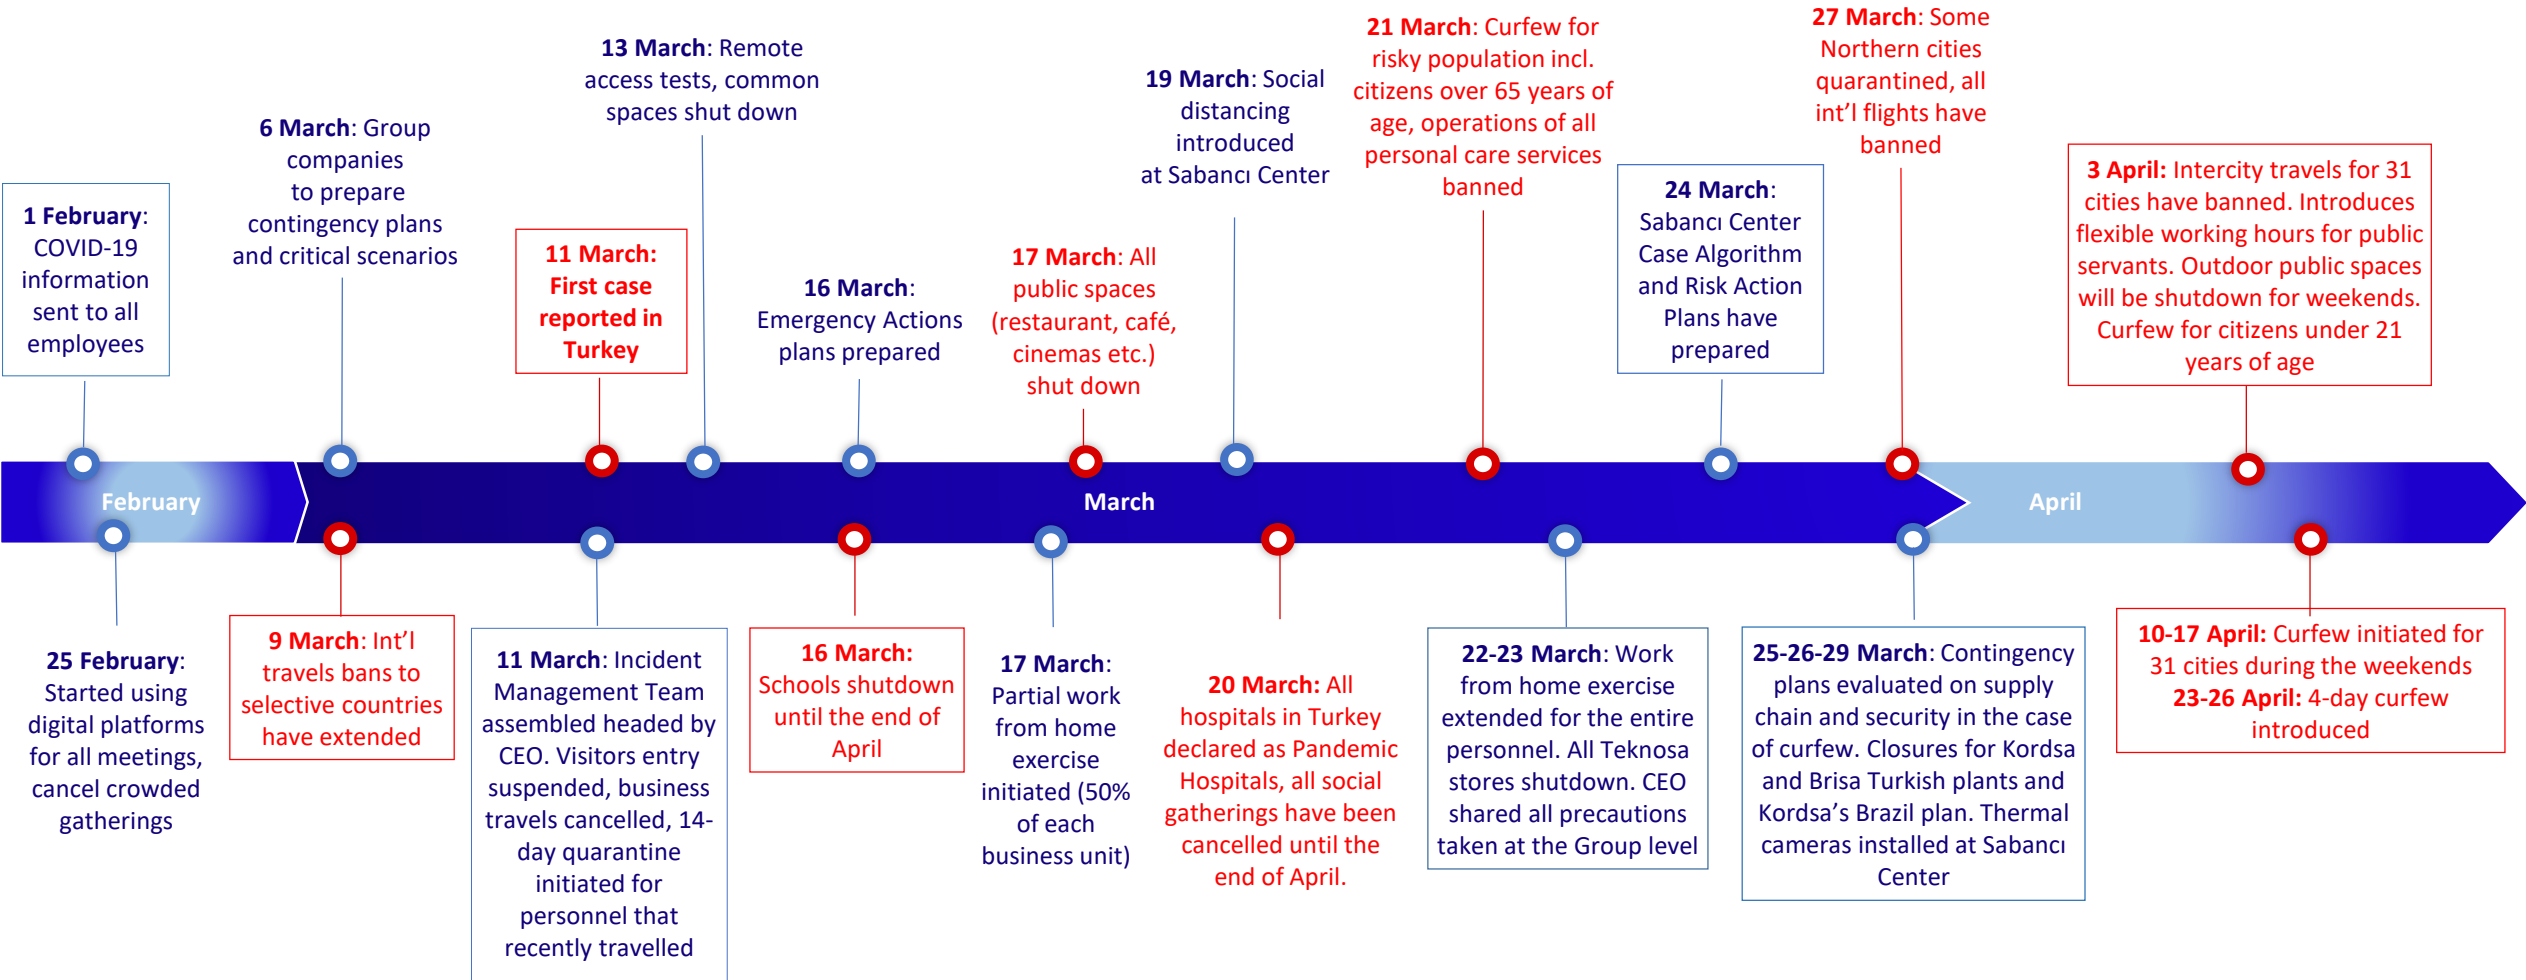 1 February:
COVID-19
information
sent to all
employees
6 March: Group
companies
to prepare
contingency plans
and critical scenarios
11 March:
First case
reported in
Turkey
13 March: Remote
access tests, common
spaces shut down
16 March:
Emergency Actions
plans prepared
17 March: All
public spaces
(restaurant, café,
cinemas etc.)
shut down
19 March: Social
distancing
introduced
at Sabancı Center
21 March: Curfew for
risky population incl.
citizens over 65 years of
age, operations of all
personal care services
banned
24 March:
Sabancı Center
Case Algorithm
and Risk Action
Plans have
prepared
27 March: Some
Northern cities
quarantined, all
int'l flights have
banned
3 April: Intercity travels for 31
cities have banned. Introduces
flexible working hours for public
servants. Outdoor public spaces
will be shutdown for weekends.
Curfew for citizens under 21
years of age
February
March
April
25 February:
Started using
digital platforms
for all meetings,
cancel crowded
gatherings
9 March: Int'l
travels bans to
selective countries
have extended
11 March: Incident
Management Team
assembled headed by
CEO. Visitors entry
suspended, business
travels cancelled, 14-
day quarantine
initiated for
personnel that
recently travelled
16 March:
Schools shutdown
until the end of
April
17 March:
Partial work
from home
exercise
initiated (50%
of each
business unit)
20 March: All
hospitals in Turkey
declared as Pandemic
Hospitals, all social
gatherings have been
cancelled until the
end of April.
22-23 March: Work
from home exercise
extended for the entire
personnel. All Teknosa
stores shutdown. CEO
shared all precautions
taken at the Group level
25-26-29 March: Contingency
plans evaluated on supply
chain and security in the case
of curfew. Closures for Kordsa
and Brisa Turkish plants and
Kordsa's Brazil plan. Thermal
cameras installed at Sabancı
Center
10-17 April: Curfew initiated for
31 cities during the weekends
23-26 April: 4-day curfew
introduced